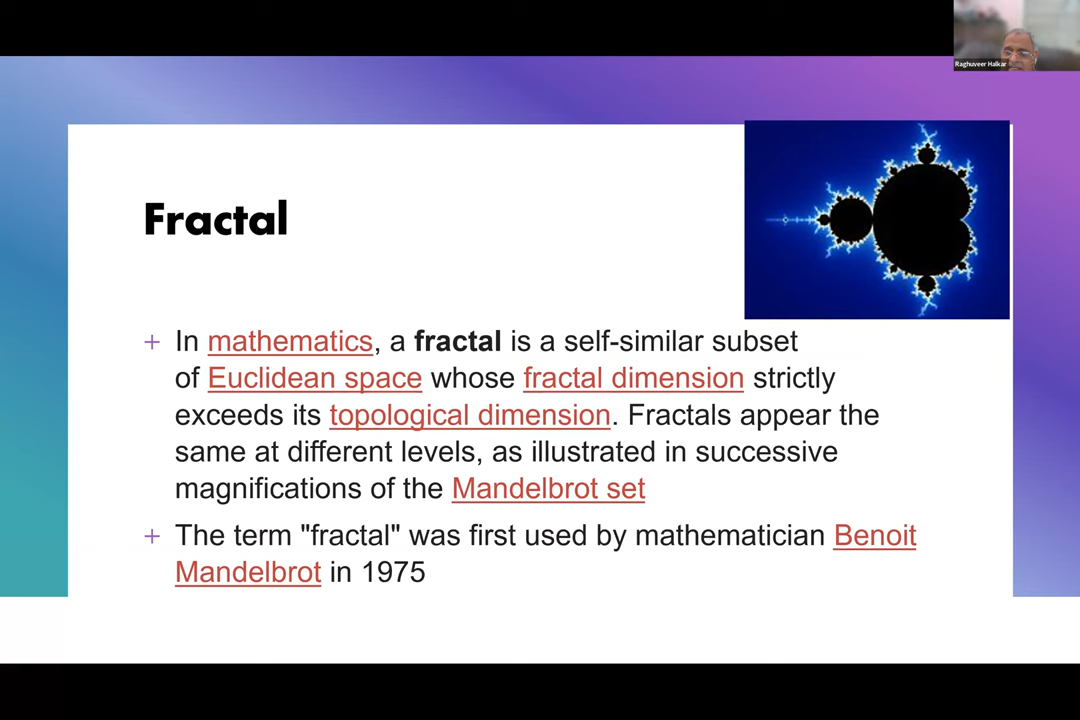 Raghuveer Halkar
Fractal
+ In mathematics, a fractal is a self-similar subset
of Euclidean space whose fractal dimension strictly
exceeds its topological dimension. Fractals appear the
same at different levels, as illustrated in successive
magnifications of the Mandelbrot set
+ The term "fractal" was first used by mathematician Benoit
Mandelbrot in 1975